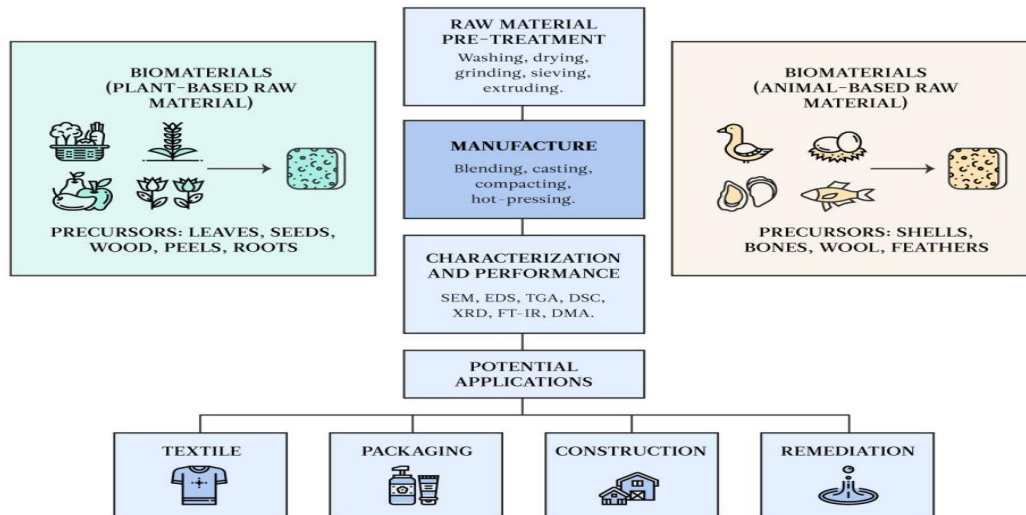 RAW MATERIAL
PRE-TREATMENT
Washing, drying,
grinding, sieving,
extruding.
BIOMATERIALS
(PLANT-BASED RAW
MATERIAL)
PRECURSORS: LEAVES, SEEDS,
WOOD, PEELS, ROOTS
MANUFACTURE
Blending, casting,
compacting,
hot-pressing.
BIOMATERIALS
(ANIMAL-BASED RAW
MATERIAL)
PRECURSORS: SHELLS,
BONES, WOOL, FEATHERS
CHARACTERIZATION
AND PERFORMANCE
SEM, EDS, TGA, DSC,
XRD, FT-IR, DMA.
POTENTIAL
APPLICATIONS
TEXTILE
PACKAGING
CONSTRUCTION
REMEDIATION